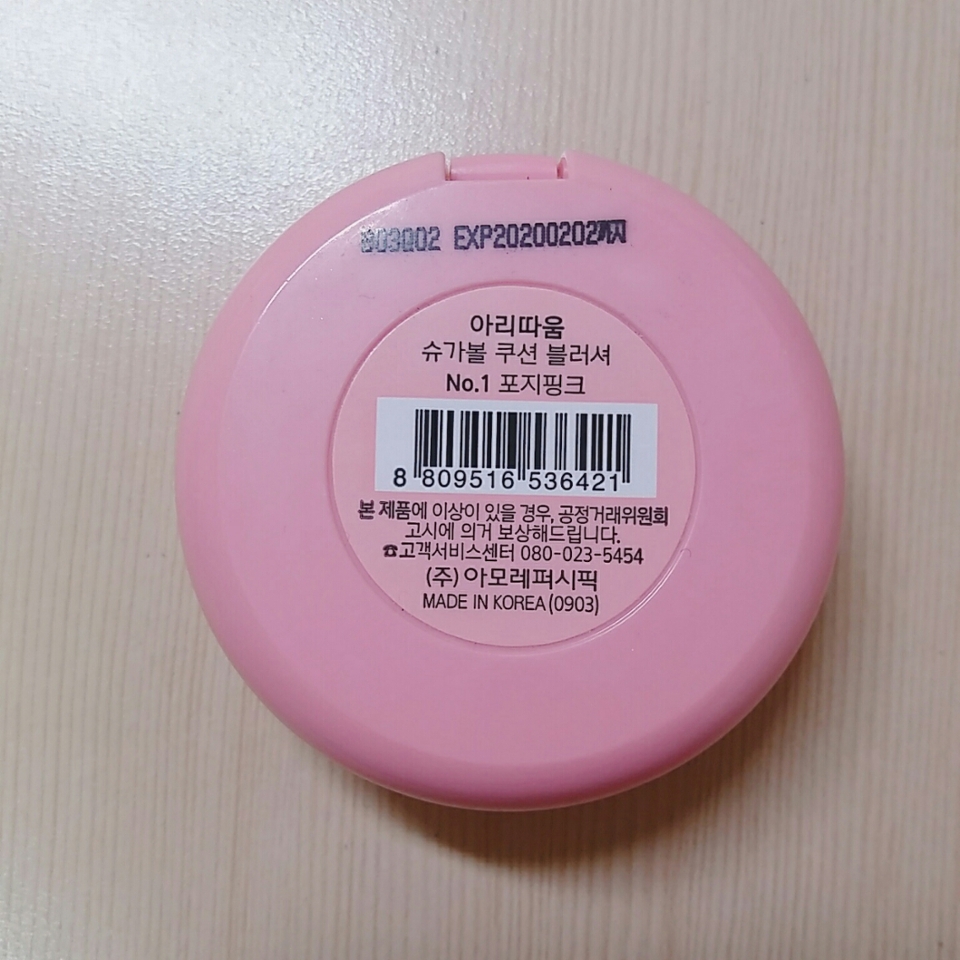 EXP20200202까지
아리따움
슈가볼 쿠션 블러셔
No.1 포지핑크
8 809516 536421
본 제품에 이상이 있을 경우, 공정거래위원회
고시에 의거 보상해드립니다.
☎고객서비스센터 080-023-5454
(주)아모레퍼시픽
MADE IN KOREA(0903)